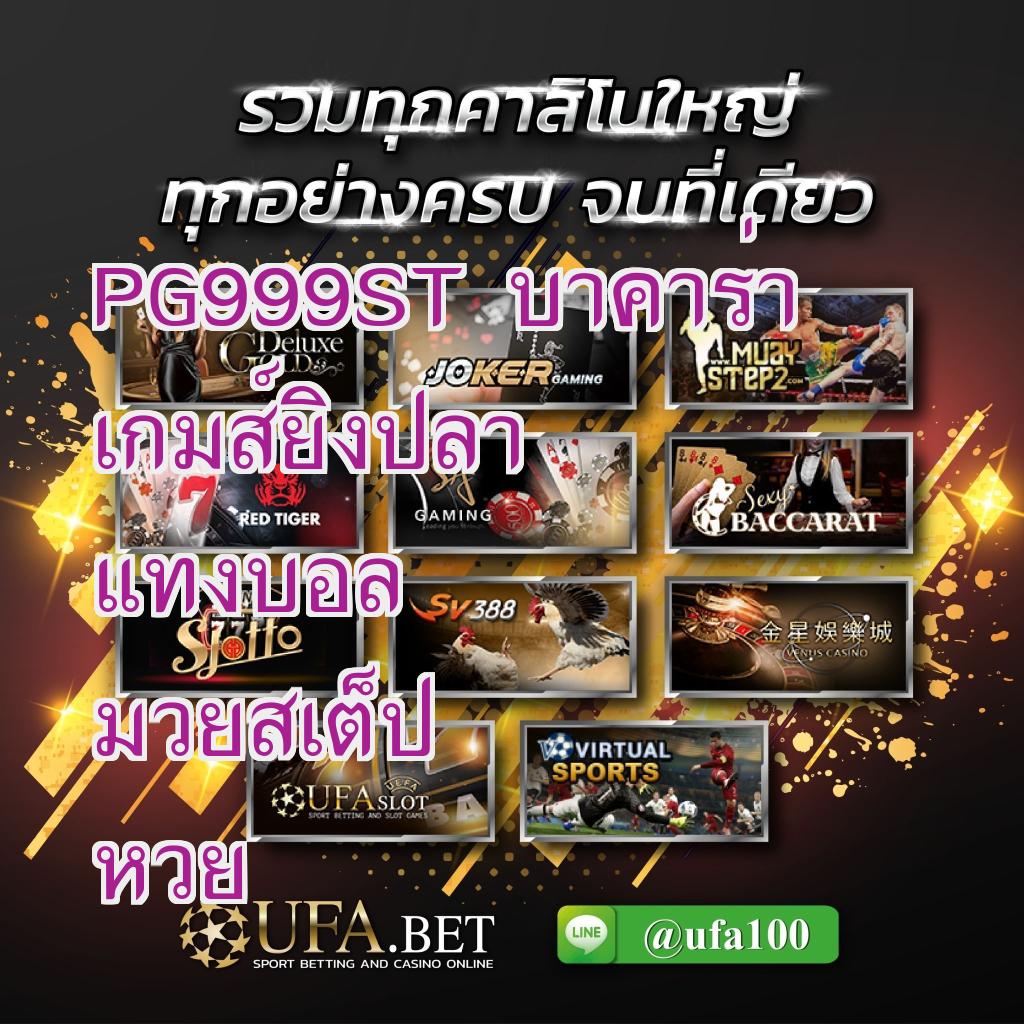 รวมทุกคาสิโนใหญ่
ทุกอย่างครบ จบที่เดียว
PG999ST บาคาร่า
Deluxe
GOLD
JOKER GAMING
WWW.
MUAY
STEP2.COM
เกมส์ยิงปลา
7
RED TIGER
GAMING
Sexy
BACCARAT
แทงบอล
Slotto
SV388
金星娛樂城
VENUS CASINO
มวยสเต็ป
UEFA
UFA SLOT
SPORT BETTING AND SLOT GAMES
VIRTUAL
SPORTS
หวย
UFA.BET
SPORT BETTING AND CASINO ONLINE
LINE
@ufa100